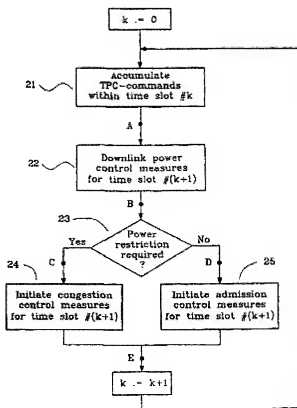 k .- 0
21
Accumulate
TPC-commands
within time slot #k
A
22
Downlink power
control measures
for time slot #(k+1)
B
23
Power
restriction
required
?
Yes
No
C
D
24
25
Initiate congestion
control measures
for time slot #(k+1)
Initiate admission
control measures
for time slot #(k+1)
E
k .- k+1